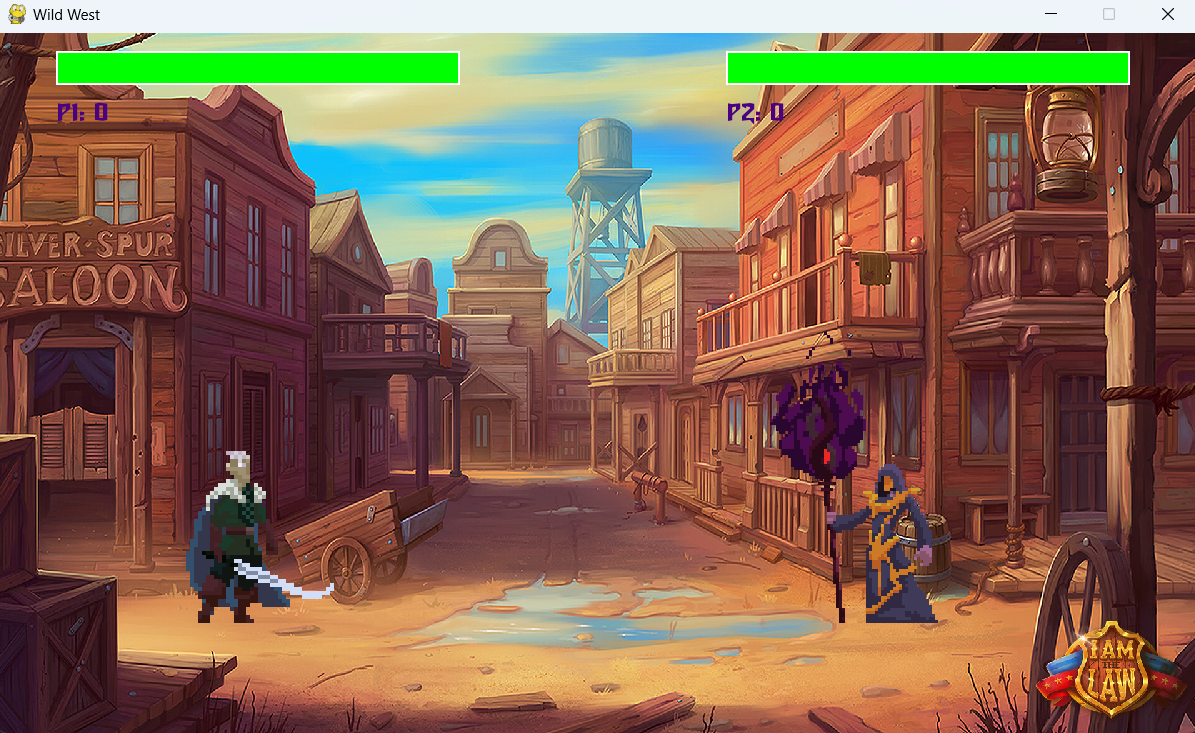 Wild West
P1: 0
P2: 0
SILVER-SPUR
SALOON
I AM
THE
LAW